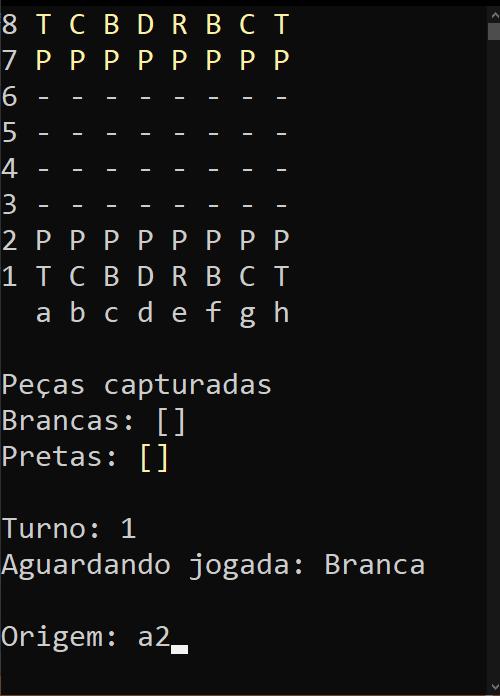 8 T C B D R B C T
7 P P P P P P P P
6 - - - - - - - -
5 - - - - - - - -
4 - - - - - - - -
3 - - - - - - - -
2 P P P P P P P P
1 T C B D R B C T
a b c d e f g h
Peças capturadas
Brancas: []
Pretas: []
Turno: 1
Aguardando jogada: Branca
Origem: a2